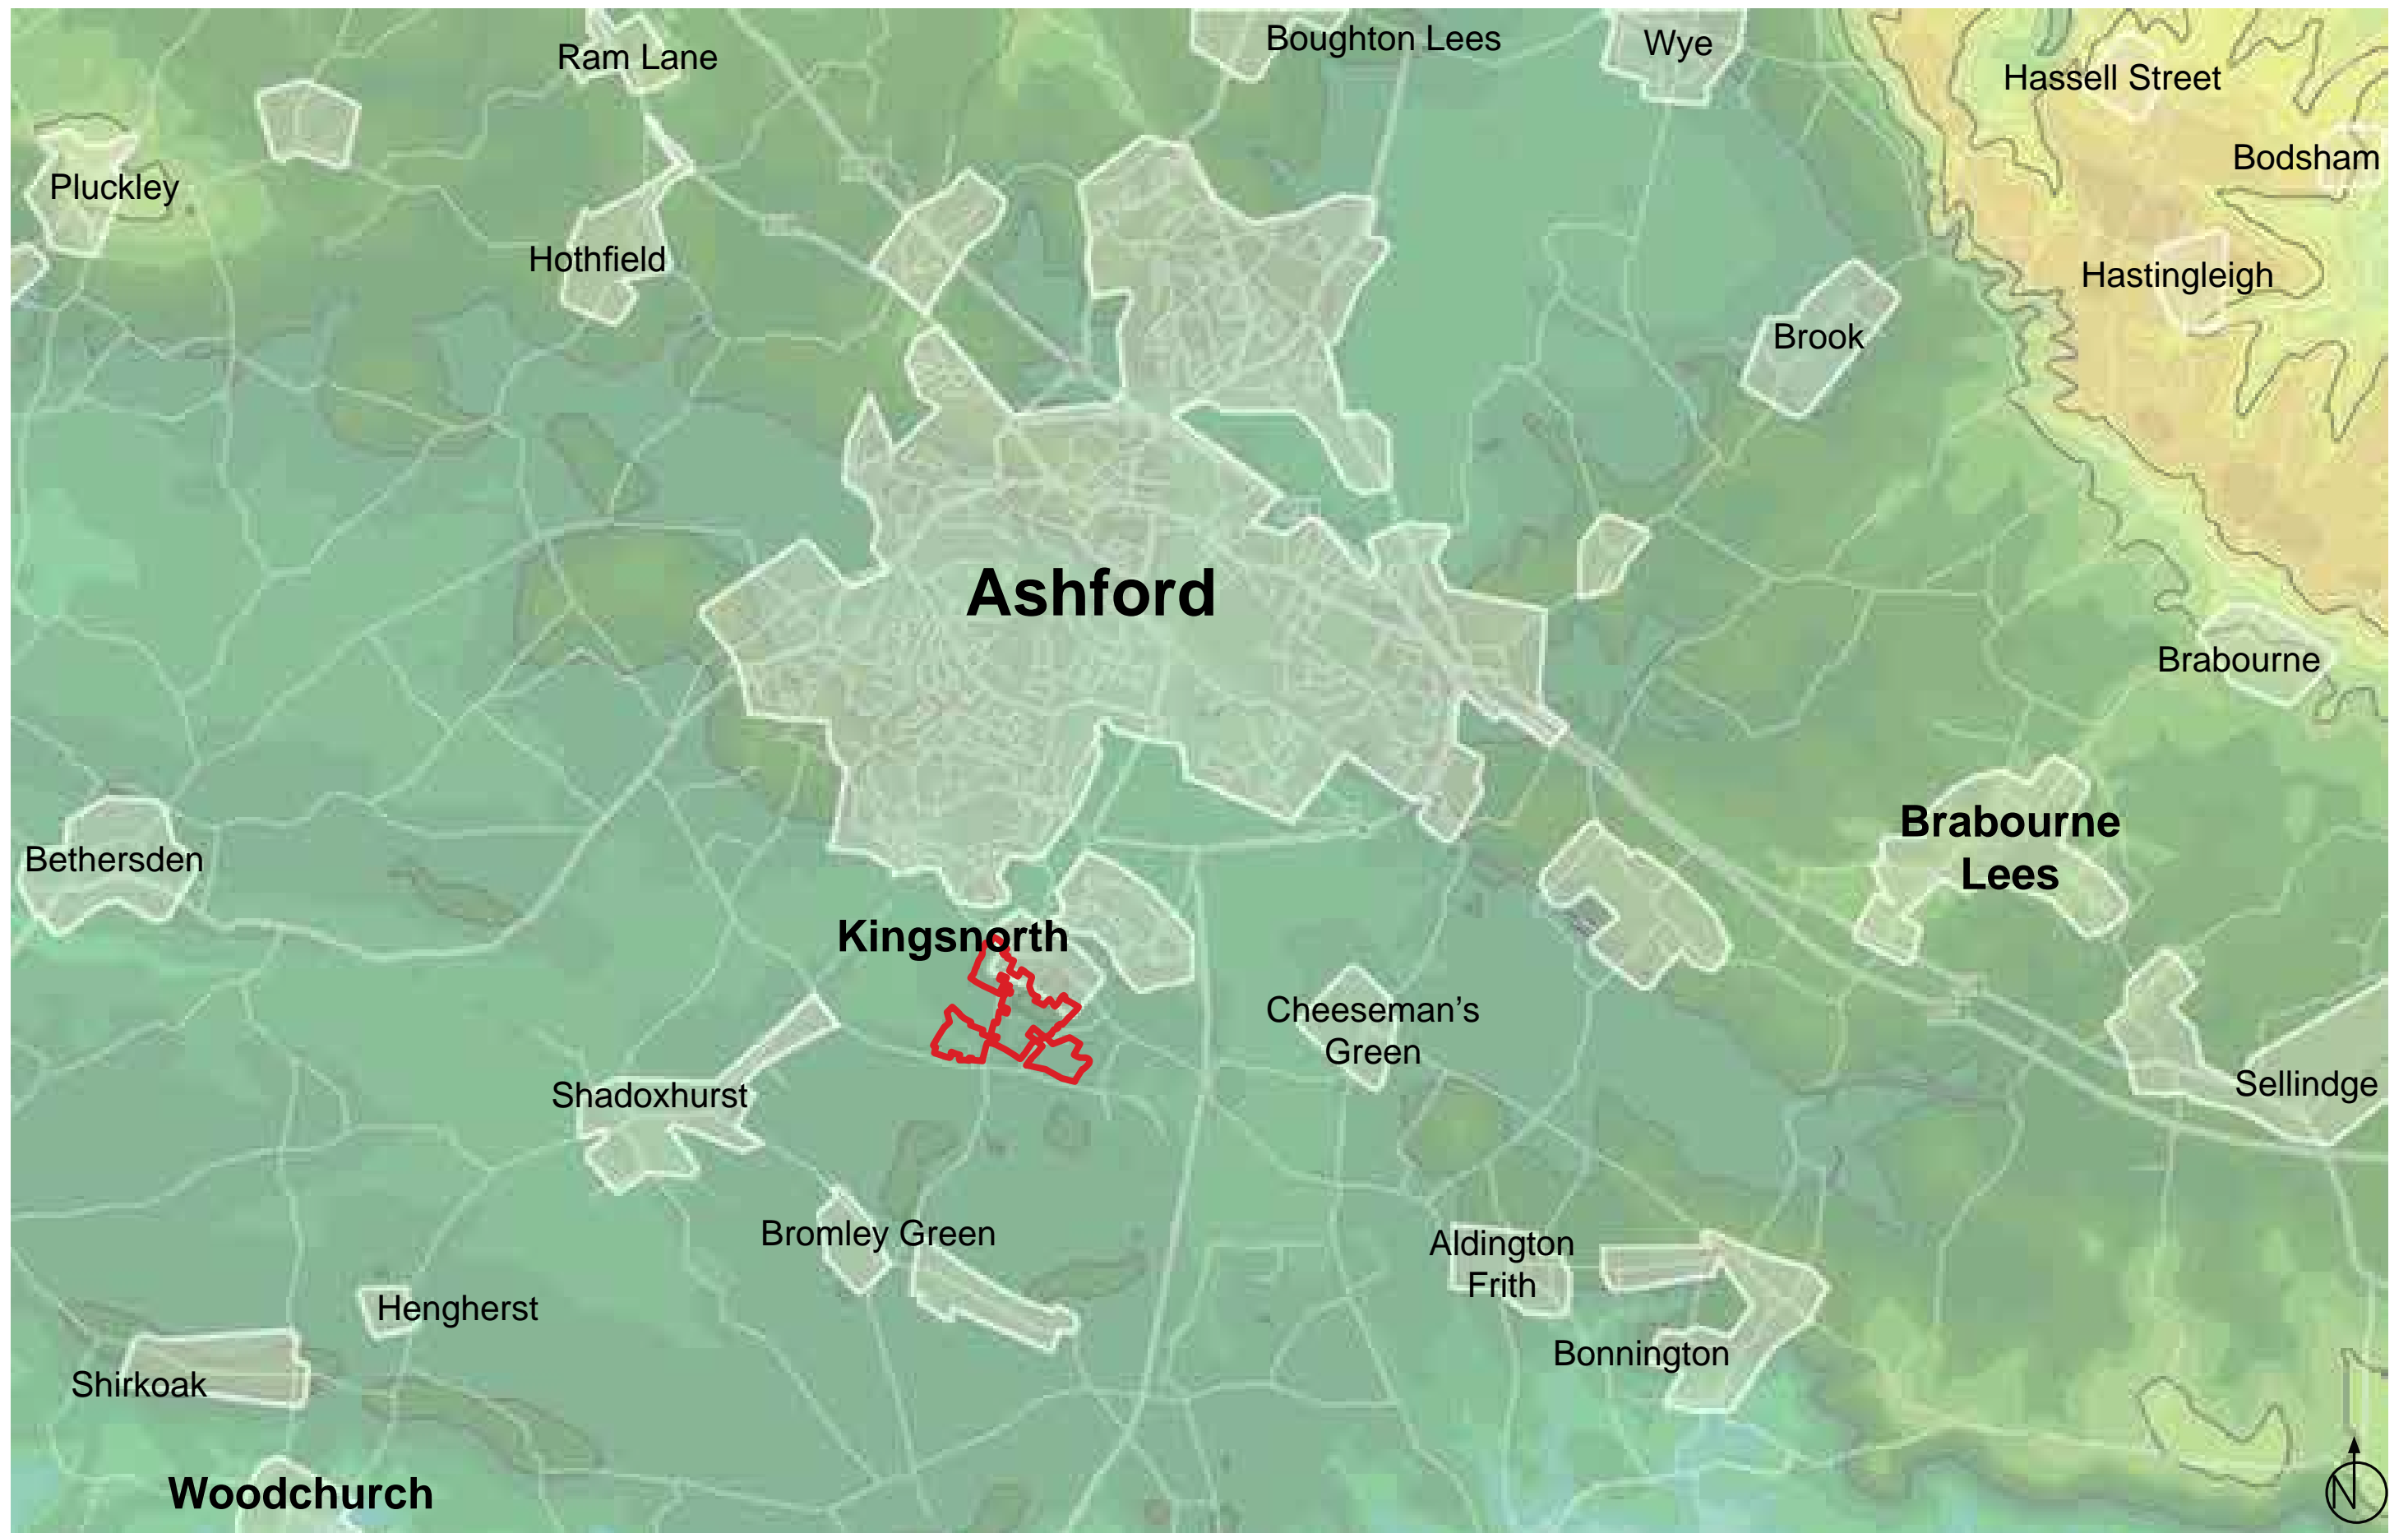 Ram Lane
Boughton Lees
Wye
Hassell Street
Bodsham
Pluckley
Hothfield
Hastingleigh
Brook
Ashford
Brabourne
Brabourne
Lees
Bethersden
Kingsnorth
Cheeseman’s
Green
Shadoxhurst
Sellindge
Bromley Green
Aldington
Frith
Hengherst
Bonnington
Shirkoak
Woodchurch
N